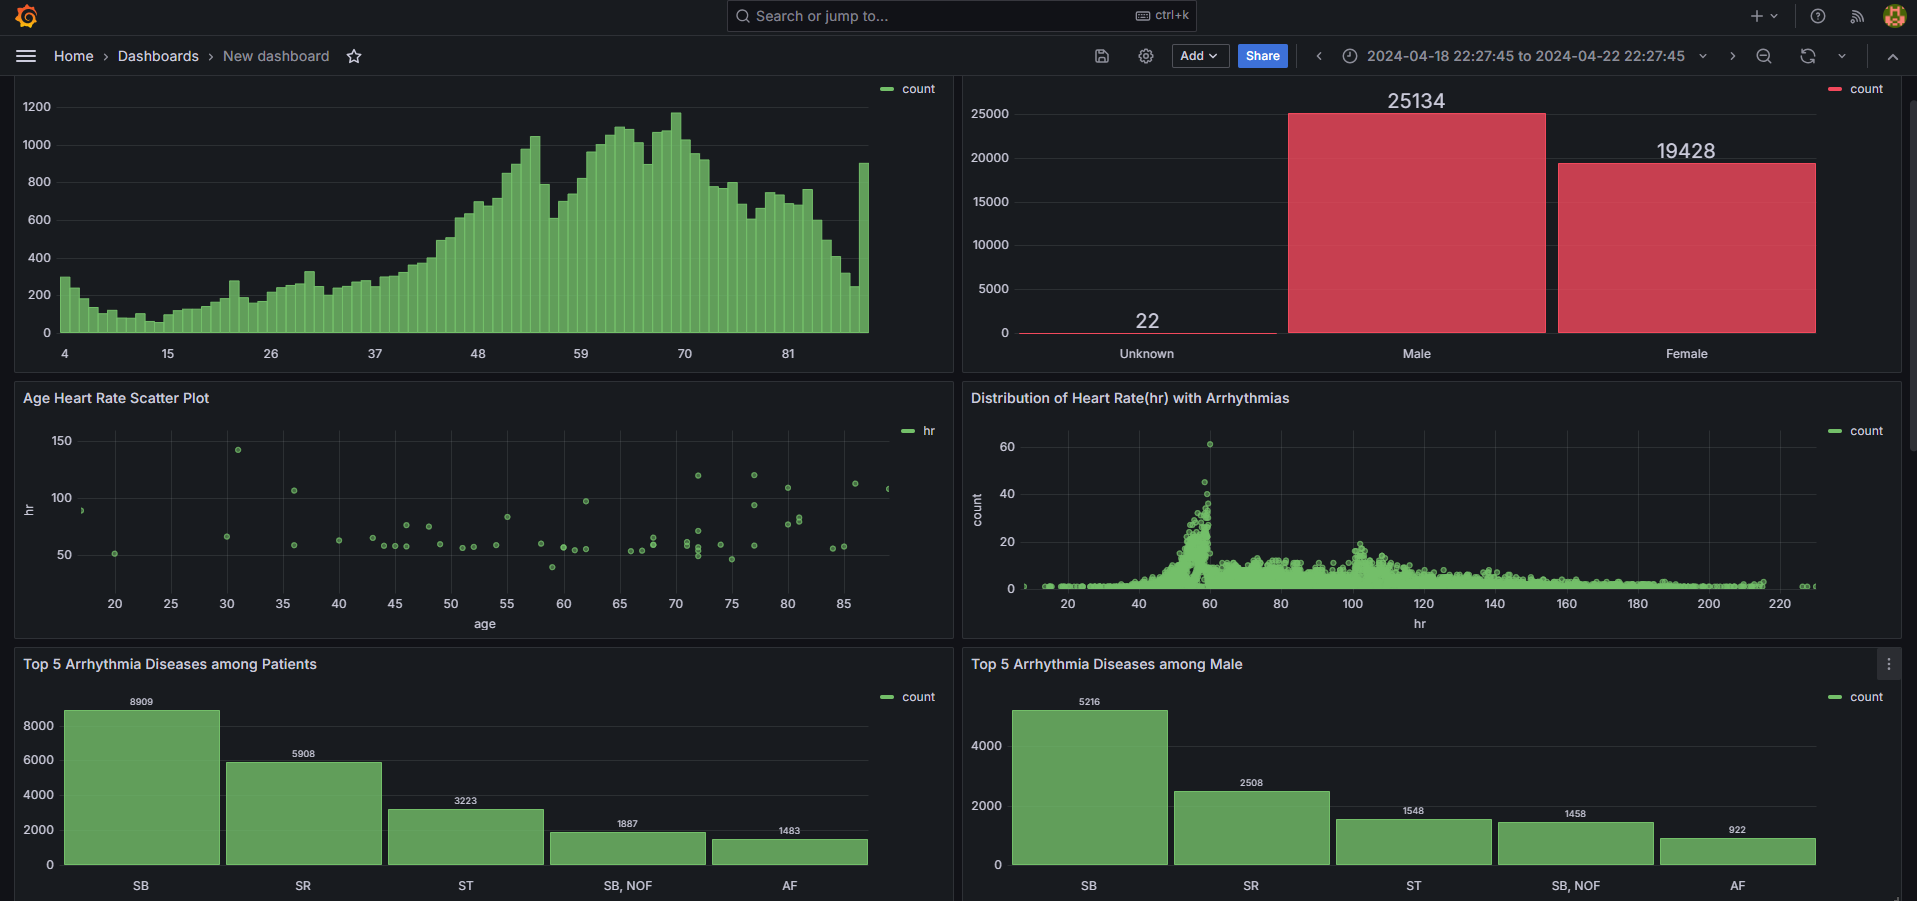 Search or jump to...
ctrl+k
Home › Dashboards › New dashboard
Add
Share
2024-04-18 22:27:45 to 2024-04-22 22:27:45
count
1200
1000
800
600
400
200
0
4 15 26 37 48 59 70 81
count
25000
20000
15000
10000
5000
0
22
25134
19428
Unknown Male Female
Age Heart Rate Scatter Plot
hr
150
100
50
hr
20 25 30 35 40 45 50 55 60 65 70 75 80 85
age
Distribution of Heart Rate(hr) with Arrhythmias
count
60
40
20
0
count
20 40 60 80 100 120 140 160 180 200 220
hr
Top 5 Arrhythmia Diseases among Patients
count
8000
6000
4000
2000
0
8909
5908
3223
1887
1483
SB SR ST SB, NOF AF
Top 5 Arrhythmia Diseases among Male
count
4000
2000
0
5216
2508
1548
1458
922
SB SR ST SB, NOF AF